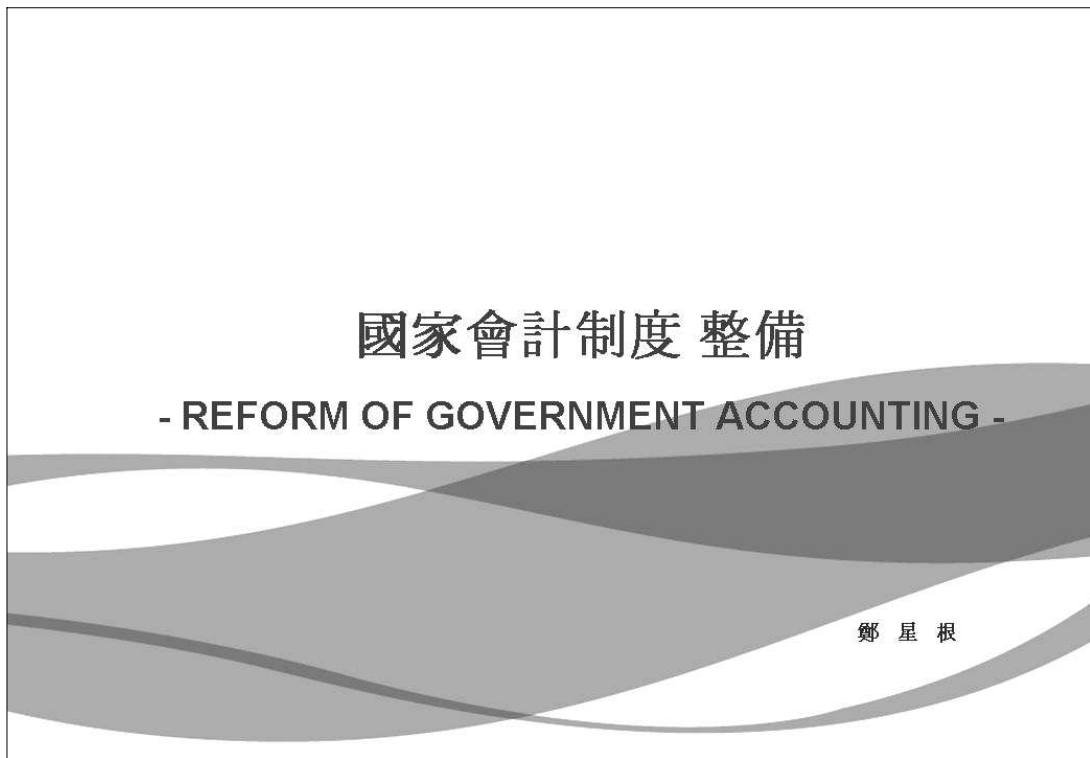 國家會計制度 整備
- REFORM OF GOVERNMENT ACCOUNTING -
鄭 星 根